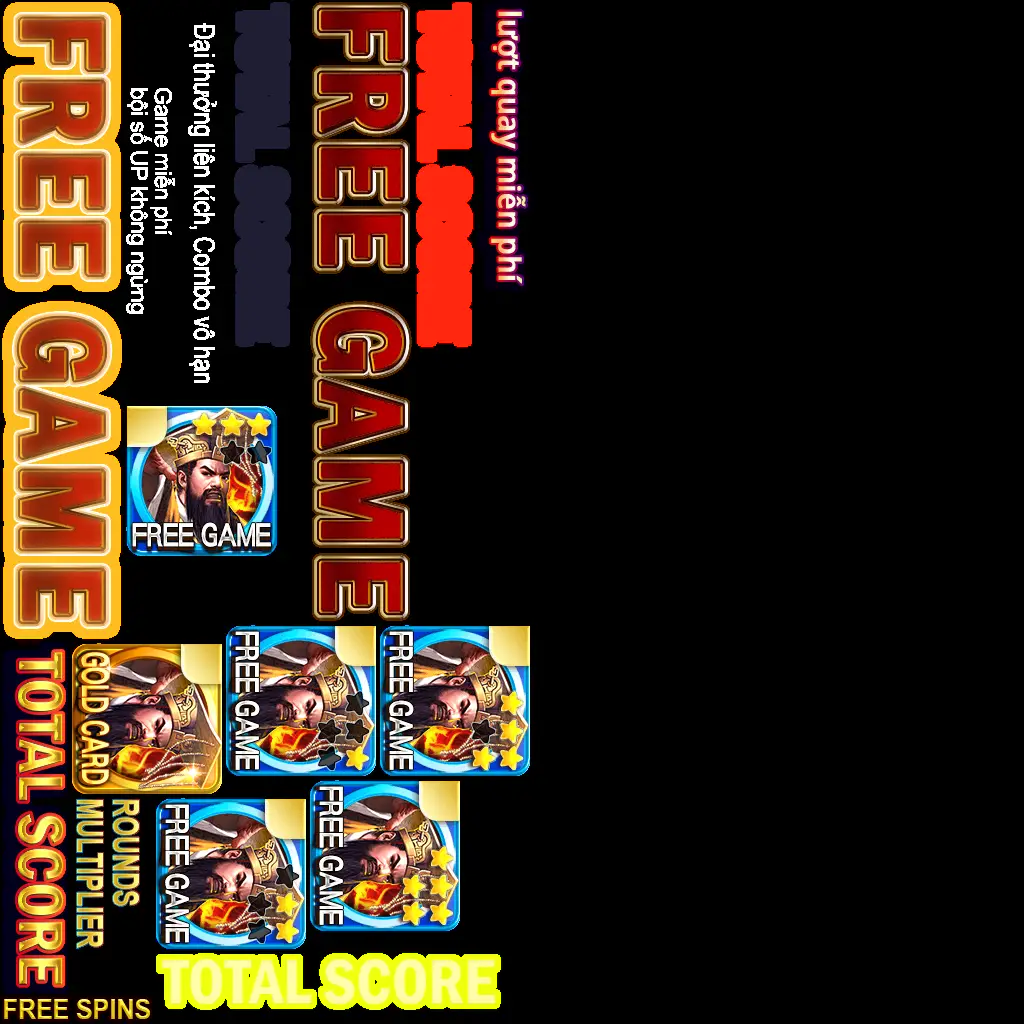 FREE GAME
Game miễn phí
bội số UP không ngừng
Đại thưởng liên kích, Combo vô hạn
TOTAL SCORE
FREE GAME
TOTAL SCORE
lượt quay miễn phí
FREE GAME
TOTAL SCORE
GOLD CARD
FREE GAME
FREE GAME
ROUNDS
MULTIPLIER
FREE GAME
FREE GAME
TOTAL SCORE
FREE SPINS